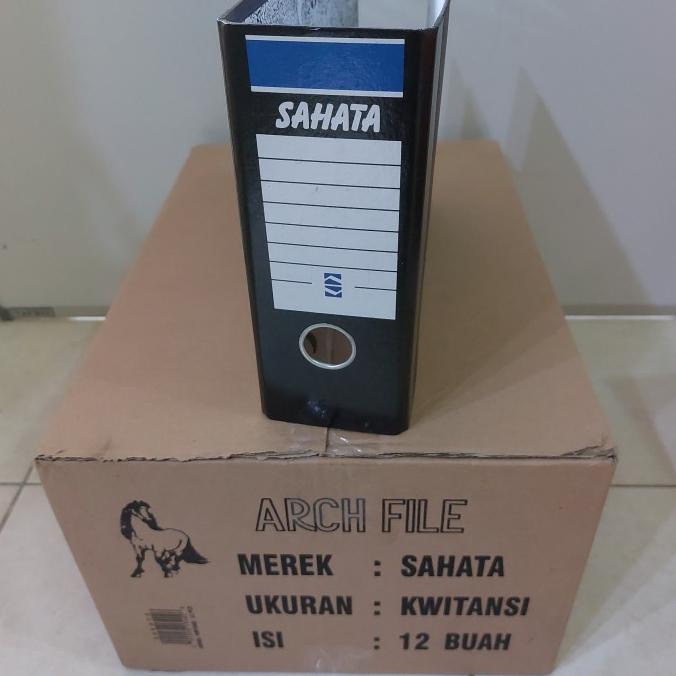 SAHATA
ARCH FILE
MEREK : SAHATA
UKURAN : KWITANSI
ISI : 12 BUAH